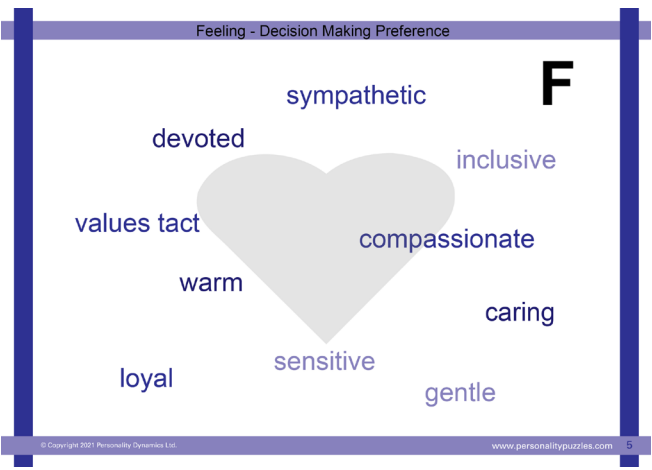 Feeling - Decision Making Preference
F
sympathetic
devoted
inclusive
values tact
compassionate
warm
caring
sensitive
loyal
gentle
© Copyright 2021 Personality Dynamics Ltd.
www.personalitypuzzles.com
5